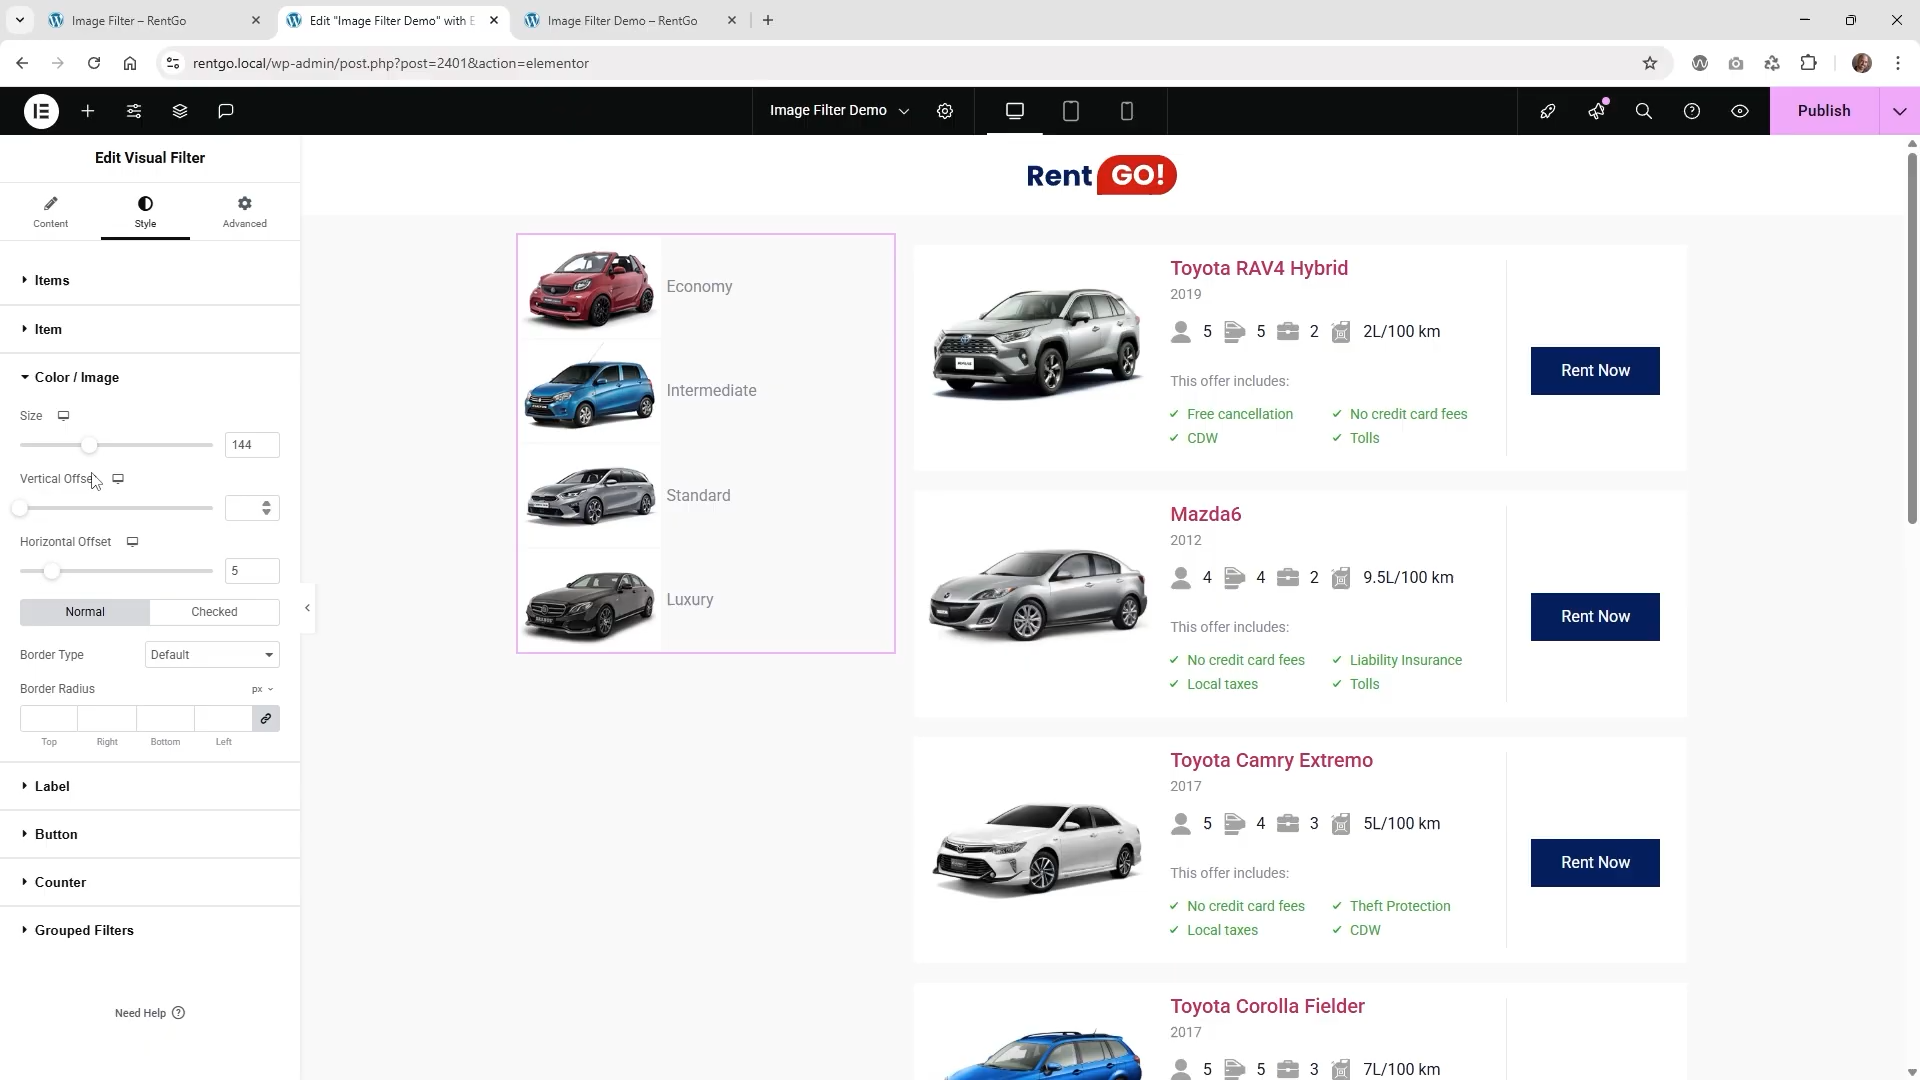 Image Filter – RentGo
Edit "Image Filter Demo" with E
Image Filter Demo – RentGo
rentgo.local/wp-admin/post.php?post=2401&action=elementor
Image Filter Demo
Publish
Edit Visual Filter
Content
Style
Advanced
Items
Item
Color / Image
Size
144
Vertical Offse
Horizontal Offset
5
Normal
Checked
Border Type
Default
Border Radius
px
Top
Right
Bottom
Left
Label
Button
Counter
Grouped Filters
Need Help
Rent GO!
Economy
Intermediate
Standard
Luxury
Toyota RAV4 Hybrid
2019
5 5 2 2L/100 km
This offer includes:
Free cancellation
No credit card fees
CDW
Tolls
Rent Now
Mazda6
2012
4 4 2 9.5L/100 km
This offer includes:
No credit card fees
Liability Insurance
Local taxes
Tolls
Rent Now
Toyota Camry Extremo
2017
5 4 3 5L/100 km
This offer includes:
No credit card fees
Theft Protection
Local taxes
CDW
Rent Now
Toyota Corolla Fielder
2017
5 5 3 7L/100 km